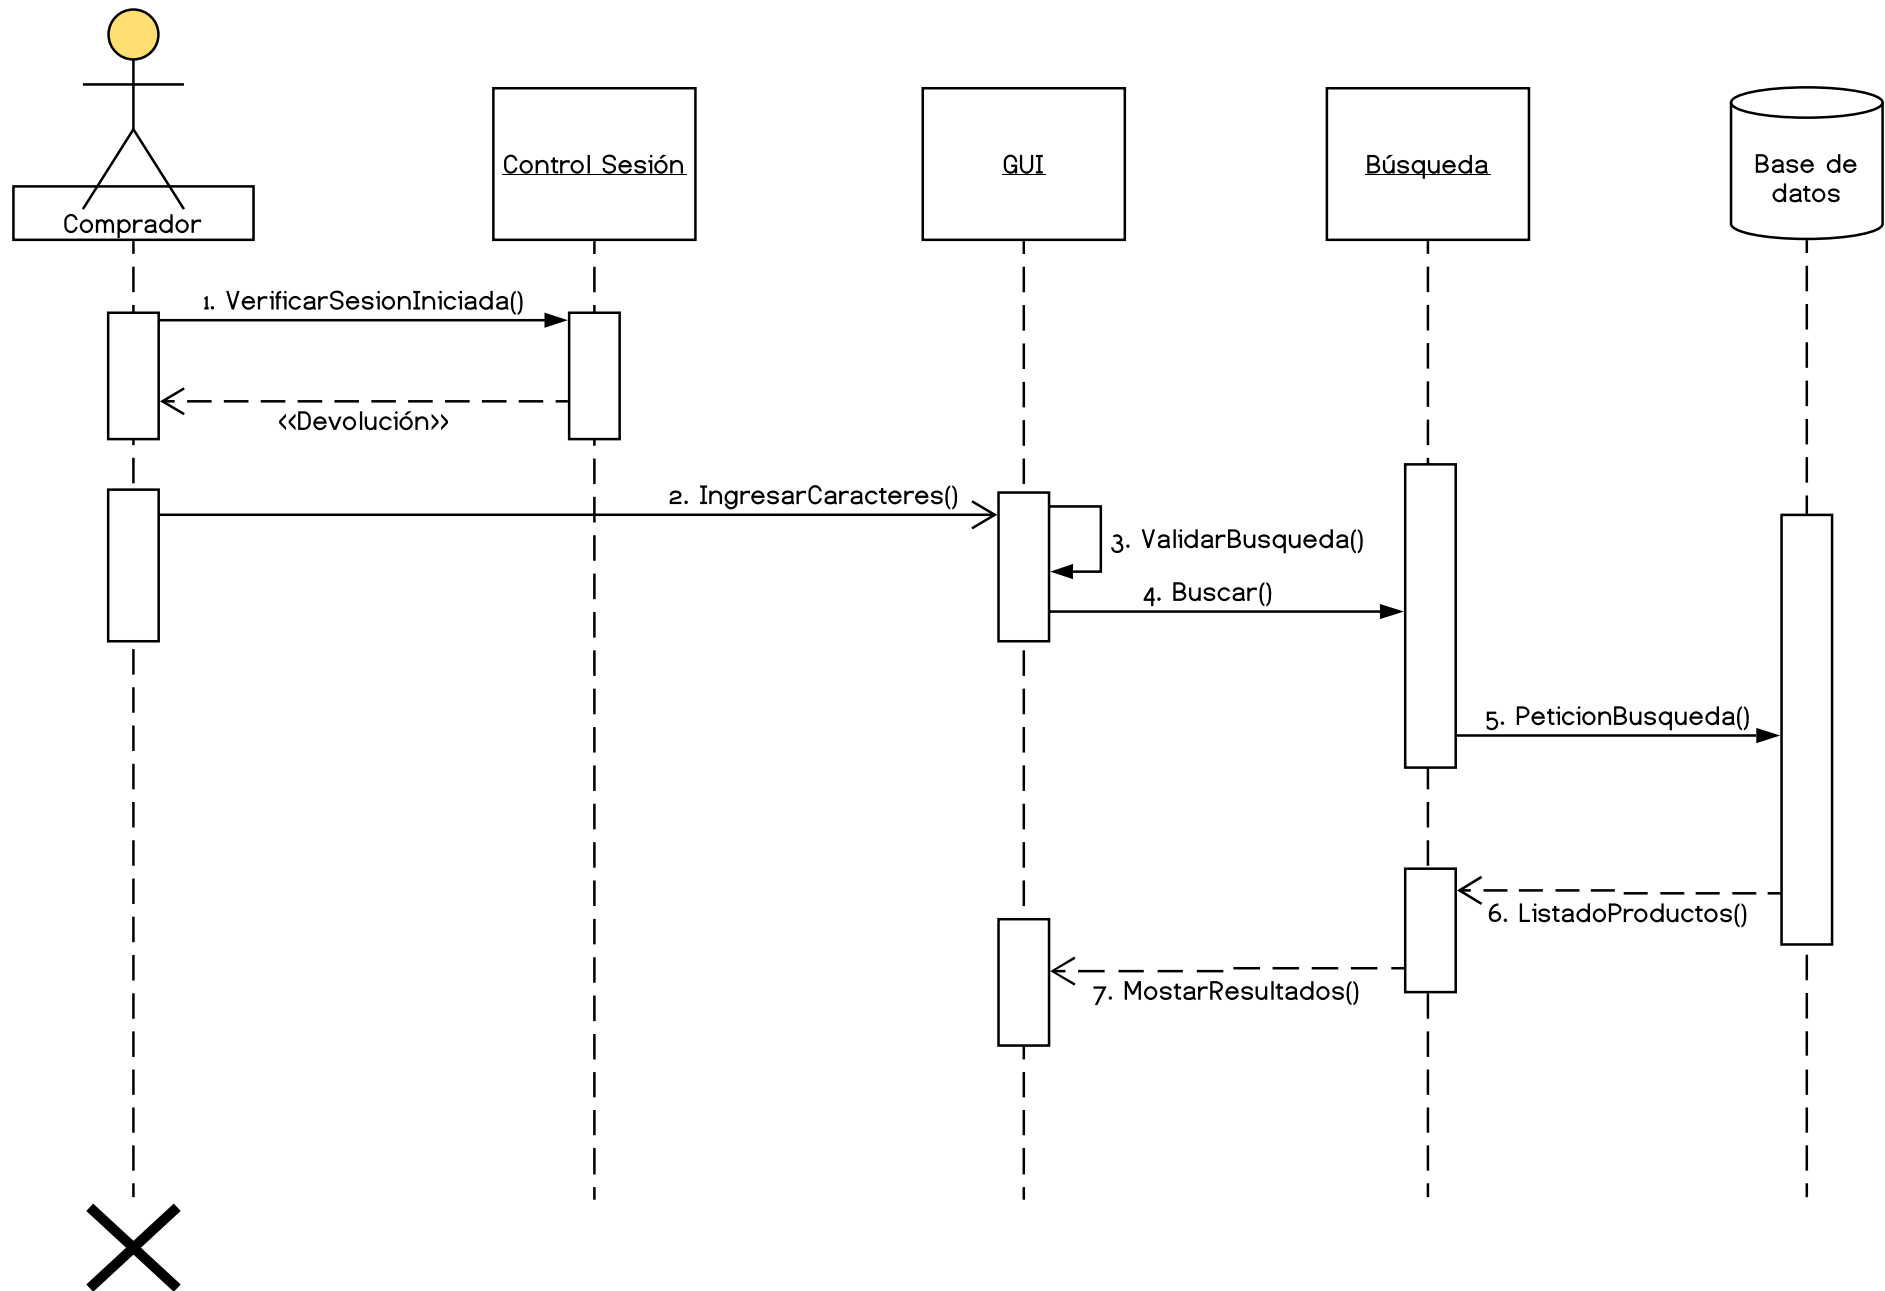 Comprador
Control Sesión
GUI
Búsqueda
Base de
datos
1. VerificarSesionIniciada()
<<Devolución>>
2. IngresarCaracteres()
3. ValidarBusqueda()
4. Buscar()
5. PeticionBusqueda()
6. ListadoProductos()
7. MostarResultados()